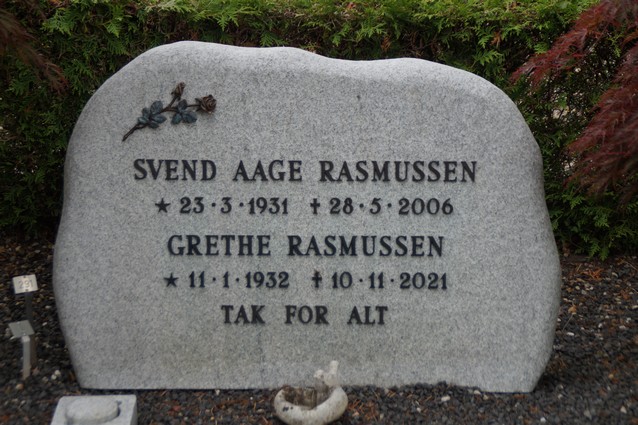 SVEND AAGE RASMUSSEN
★ 23 · 3 · 1931 ✝ 28 · 5 · 2006
GRETHE RASMUSSEN
★ 11 · 1 · 1932 ✝ 10 · 11 · 2021
TAK FOR ALT